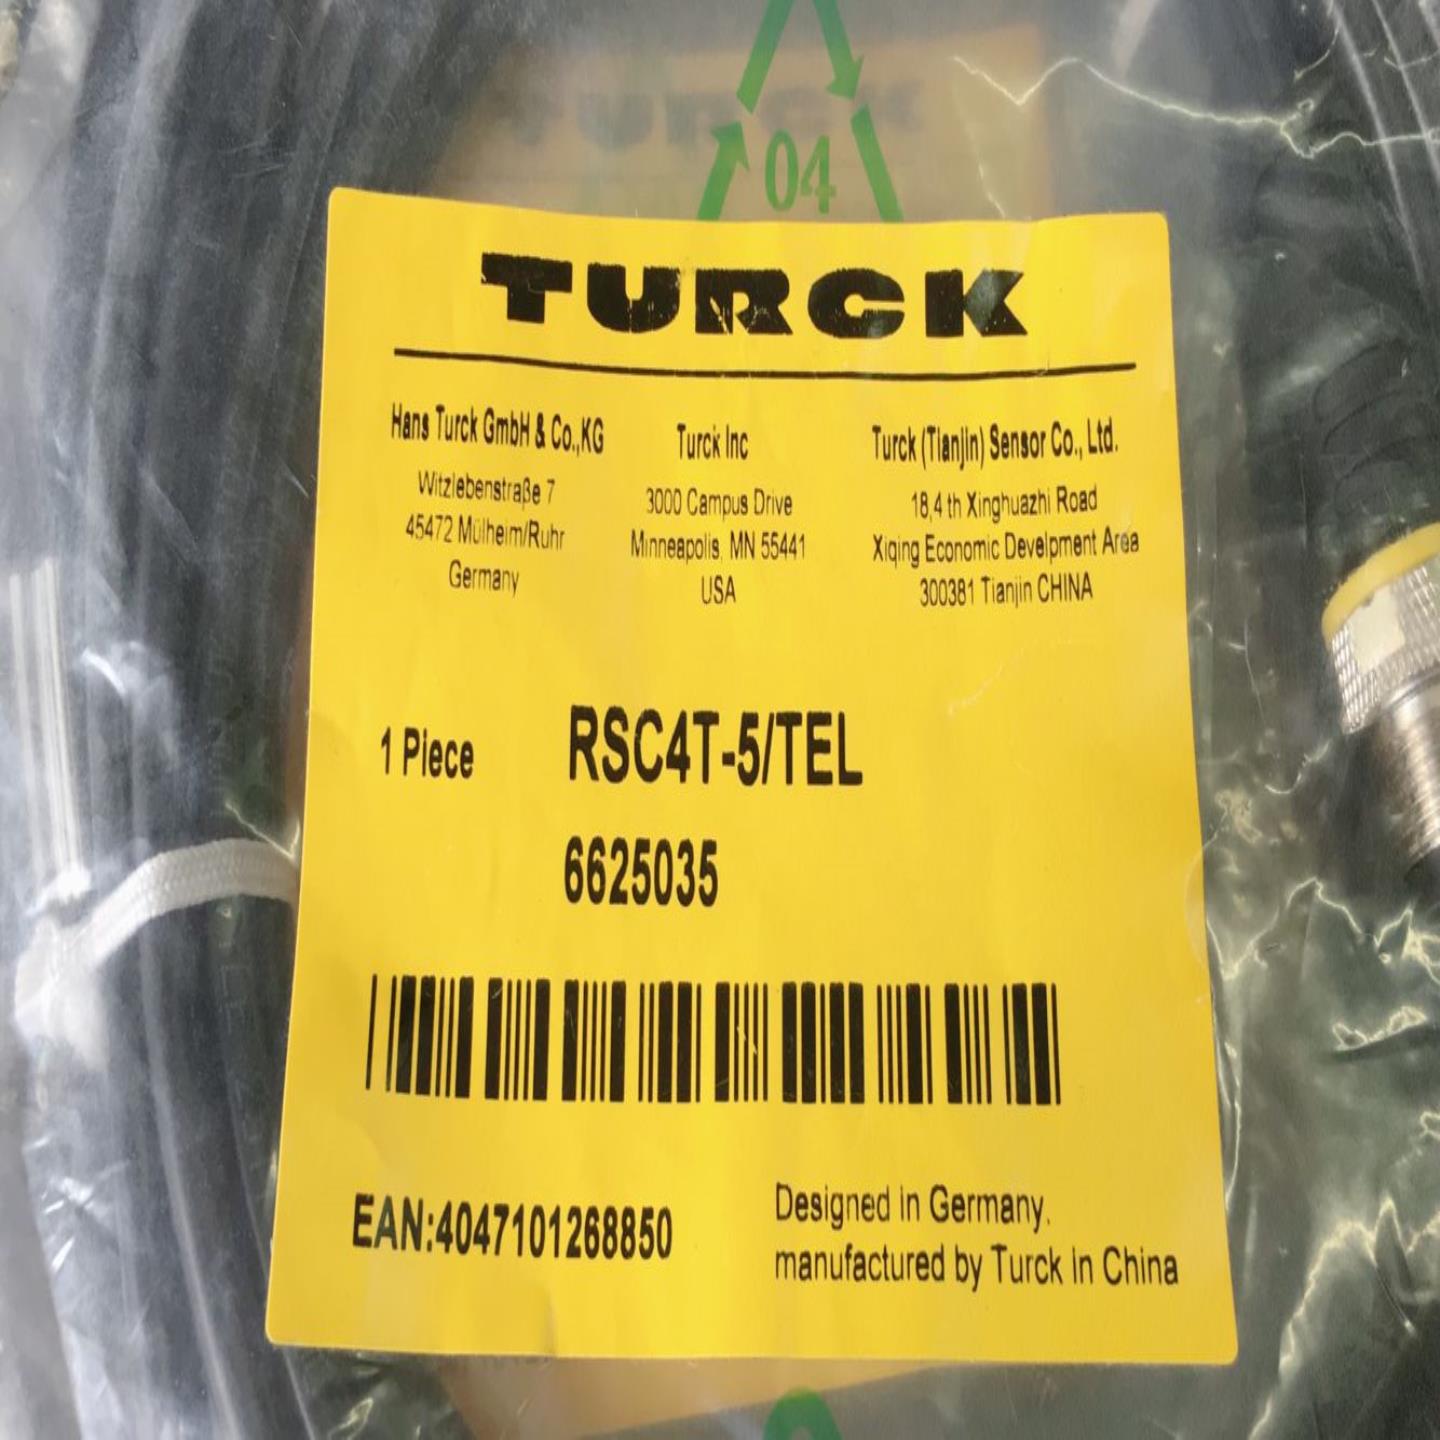 04
TURCK
Hans Turck GmbH & Co.,KG
Witzlebenstraße 7
45472 Mülheim/Ruhr
Germany
Turck Inc
3000 Campus Drive
Minneapolis, MN 55441
USA
Turck (Tianjin) Sensor Co., Ltd.
18,4 th Xinghuazhi Road
Xiqing Economic Develpment Area
300381 Tianjin CHINA
1 Piece RSC4T-5/TEL
6625035
EAN:4047101268850
Designed in Germany,
manufactured by Turck in China